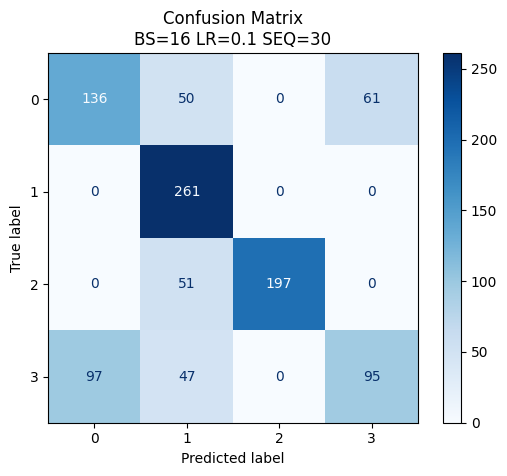 Confusion Matrix
BS=16 LR=0.1 SEQ=30
0 136 50 0 61
1 0 261 0 0
2 0 51 197 0
3 97 47 0 95
0 1 2 3
Predicted label
True label
250
200
150
100
50
0